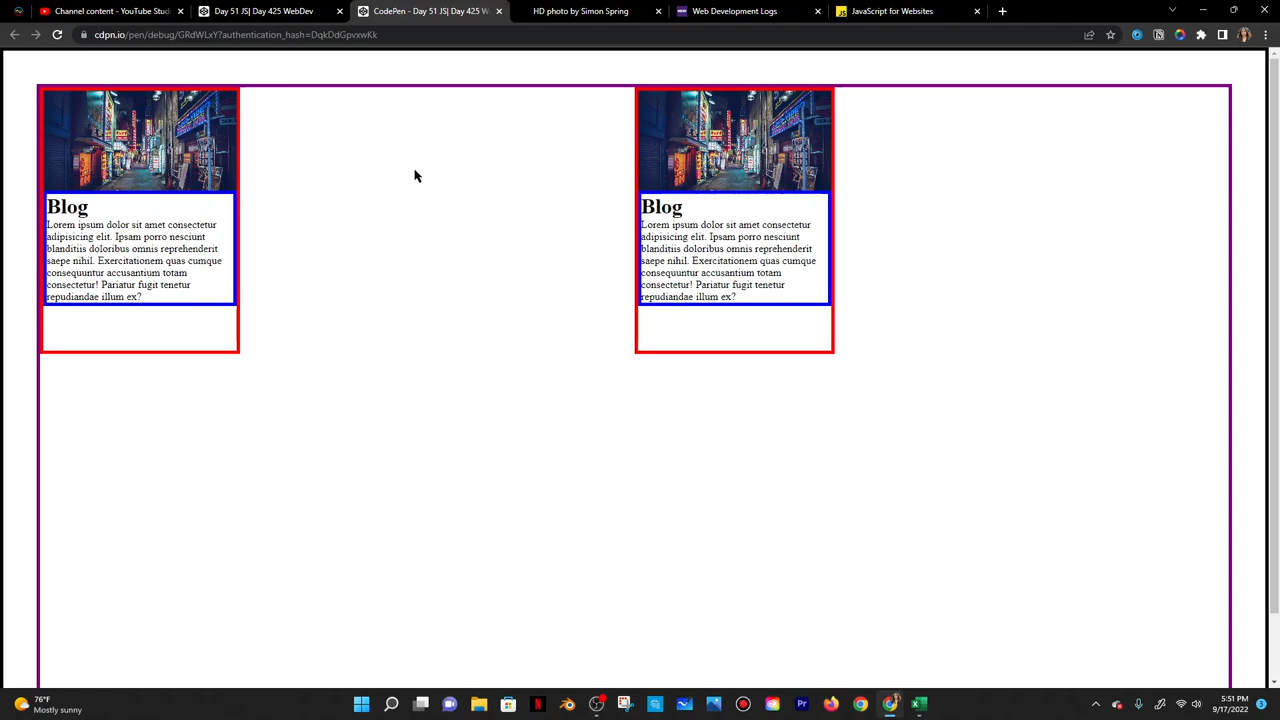 Channel content - YouTube Stud
Day 51 JS| Day 425 WebDev
CodePen - Day 51 JS| Day 425 W
HD photo by Simon Spring
Web Development Logs
JavaScript for Websites
cdpn.io/pen/debug/GRdWLxY?authentication_hash=DqkDdGpvxwKk
Blog
Lorem ipsum dolor sit amet consectetur
adipisicing elit. Ipsam porro nesciunt
blanditiis doloribus omnis reprehenderit
saepe nihil. Exercitationem quas cumque
consequuntur accusantium totam
consectetur! Pariatur fugit tenetur
repudiandae illum ex?
Blog
Lorem ipsum dolor sit amet consectetur
adipisicing elit. Ipsam porro nesciunt
blanditiis doloribus omnis reprehenderit
saepe nihil. Exercitationem quas cumque
consequuntur accusantium totam
consectetur! Pariatur fugit tenetur
repudiandae illum ex?
76°F
Mostly sunny
5:51 PM
9/17/2022
3